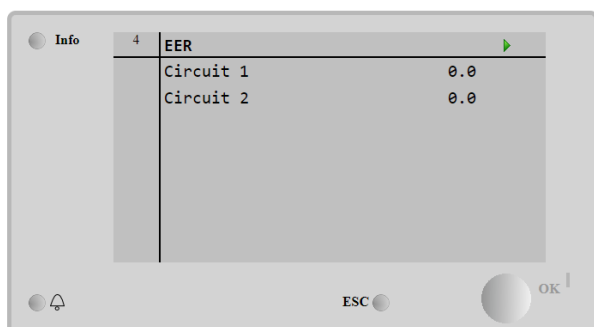 Info
4 EER
Circuit 1 0.0
Circuit 2 0.0
ESC
OK